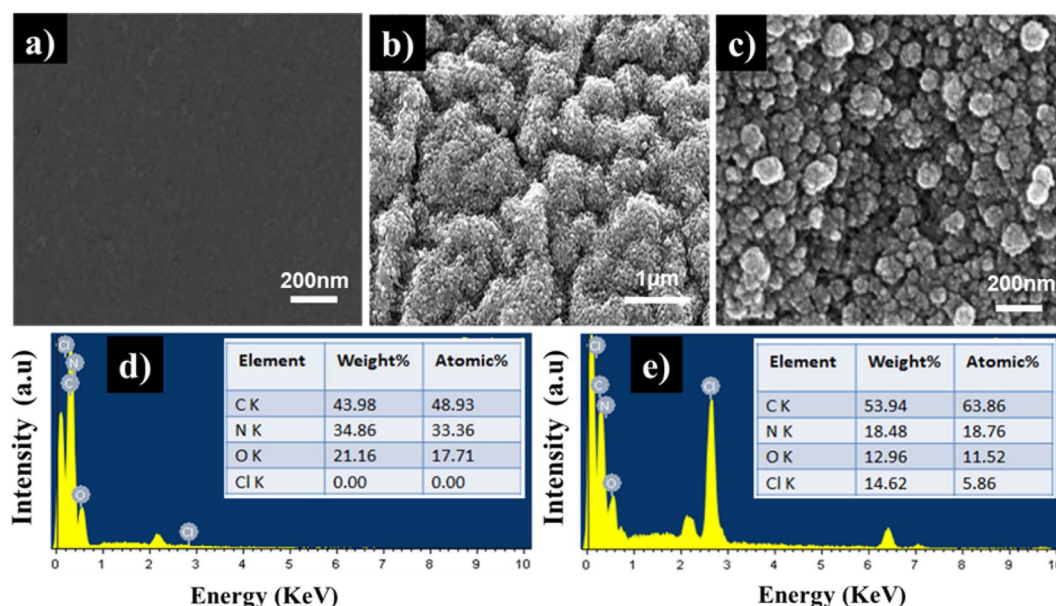 a)
b)
c)
200nm
1µm
200nm
d)
Cl
N
C
O
Cl
Element Weight% Atomic%
C K 43.98 48.93
N K 34.86 33.36
O K 21.16 17.71
Cl K 0.00 0.00
Intensity (a.u)
0 1 2 3 4 5 6 7 8 9 10
Energy (KeV)
e)
Cl
C
N
O
Cl
Element Weight% Atomic%
C K 53.94 63.86
N K 18.48 18.76
O K 12.96 11.52
Cl K 14.62 5.86
Intensity (a.u)
0 1 2 3 4 5 6 7 8 9 10
Energy (KeV)